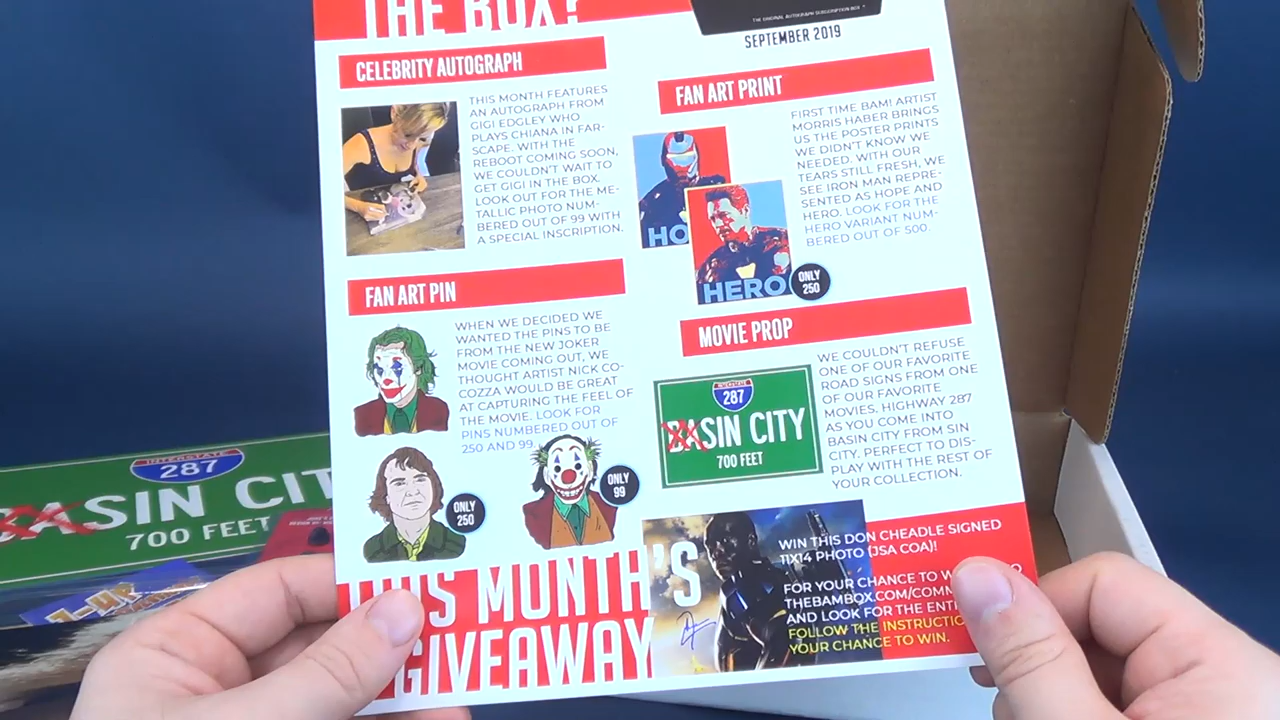 THE BOX?
THE ORIGINAL AUTOGRAPH SUBSCRIPTION BOX
SEPTEMBER 2019
CELEBRITY AUTOGRAPH
THIS MONTH FEATURES
AN AUTOGRAPH FROM
GIGI EDGLEY WHO
PLAYS CHIANA IN FAR-
SCAPE. WITH THE
REBOOT COMING SOON,
WE COULDN'T WAIT TO
GET GIGI IN THE BOX.
LOOK OUT FOR THE ME-
TALLIC PHOTO NUM-
BERED OUT OF 99 WITH
A SPECIAL INSCRIPTION.
FAN ART PRINT
FIRST TIME BAM! ARTIST
MORRIS HABER BRINGS
US THE POSTER PRINTS
WE DIDN'T KNOW WE
NEEDED. WITH OUR
TEARS STILL FRESH, WE
SEE IRON MAN REPRE-
SENTED AS HOPE AND
HERO. LOOK FOR THE
HERO VARIANT NUM-
BERED OUT OF 500.
HO
HERO
ONLY
250
FAN ART PIN
WHEN WE DECIDED WE
WANTED THE PINS TO BE
FROM THE NEW JOKER
MOVIE COMING OUT, WE
THOUGHT ARTIST NICK CO-
COZZA WOULD BE GREAT
AT CAPTURING THE FEEL OF
THE MOVIE. LOOK FOR
PINS NUMBERED OUT OF
250 AND 99.
ONLY
250
ONLY
99
MOVIE PROP
WE COULDN'T REFUSE
ONE OF OUR FAVORITE
ROAD SIGNS FROM ONE
OF OUR FAVORITE
MOVIES. HIGHWAY 287
AS YOU COME INTO
BASIN CITY FROM SIN
CITY. PERFECT TO DIS-
PLAY WITH THE REST OF
YOUR COLLECTION.
INTERSTATE
287
BASIN CITY
700 FEET
THIS MONTH'S
GIVEAWAY
WIN THIS DON CHEADLE SIGNED
11X14 PHOTO (JSA COA)!
FOR YOUR CHANCE TO W
THEBAMBOX.COM/COMM
AND LOOK FOR THE ENT
FOLLOW THE INSTRUCTIO
YOUR CHANCE TO WIN.
INTERSTATE
287
BASIN CIT
700 FEET
1-UP